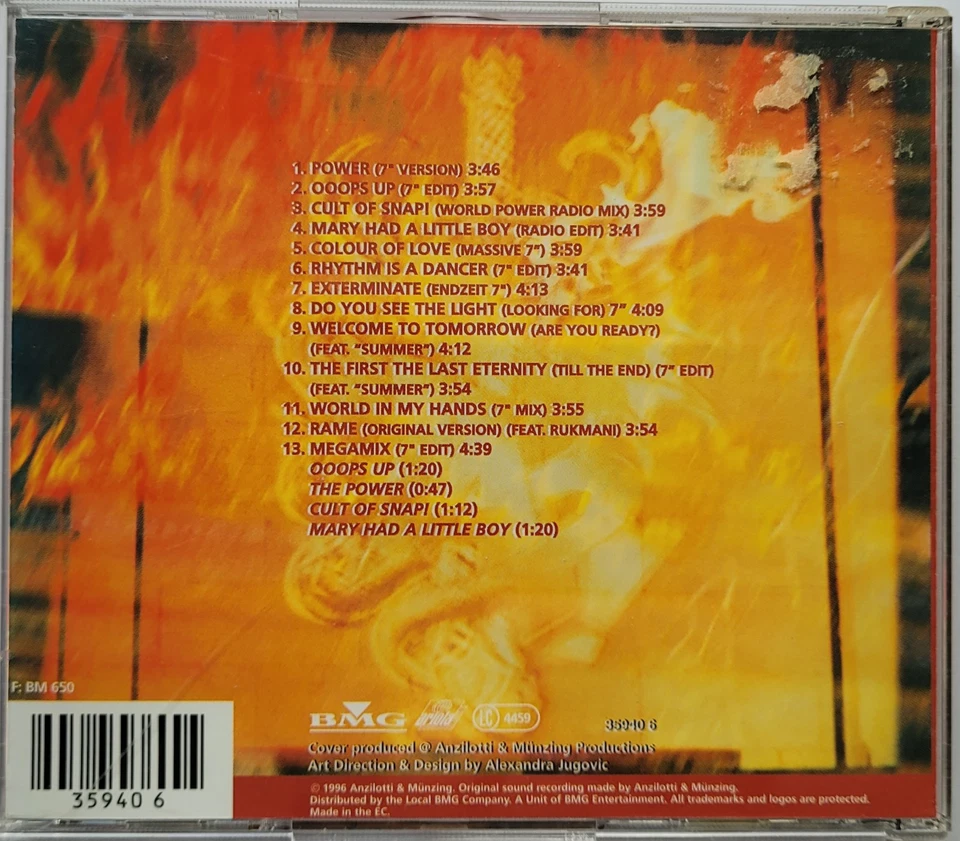 1. POWER (7" VERSION) 3:46
2. OOOPS UP (7" EDIT) 3:57
3. CULT OF SNAP! (WORLD POWER RADIO MIX) 3:59
4. MARY HAD A LITTLE BOY (RADIO EDIT) 3:41
5. COLOUR OF LOVE (MASSIVE 7") 3:59
6. RHYTHM IS A DANCER (7" EDIT) 3:41
7. EXTERMINATE (ENDZEIT 7") 4:13
8. DO YOU SEE THE LIGHT (LOOKING FOR) 7" 4:09
9. WELCOME TO TOMORROW (ARE YOU READY?)
(FEAT. "SUMMER") 4:12
10. THE FIRST THE LAST ETERNITY (TILL THE END) (7" EDIT)
(FEAT. "SUMMER") 3:54
11. WORLD IN MY HANDS (7" MIX) 3:55
12. RAME (ORIGINAL VERSION) (FEAT. RUKMANI) 3:54
13. MEGAMIX (7" EDIT) 4:39
OOOPS UP (1:20)
THE POWER (0:47)
CULT OF SNAP! (1:12)
MARY HAD A LITTLE BOY (1:20)
F: BM 650
BMG ariola LC 4459 35940 6
Cover produced @ Anzilotti & Münzing Productions
Art Direction & Design by Alexandra Jugovic
© 1996 Anzilotti & Münzing. Original sound recording made by Anzilotti & Münzing.
Distributed by the Local BMG Company. A Unit of BMG Entertainment. All trademarks and logos are protected.
Made in the EC.
35940 6